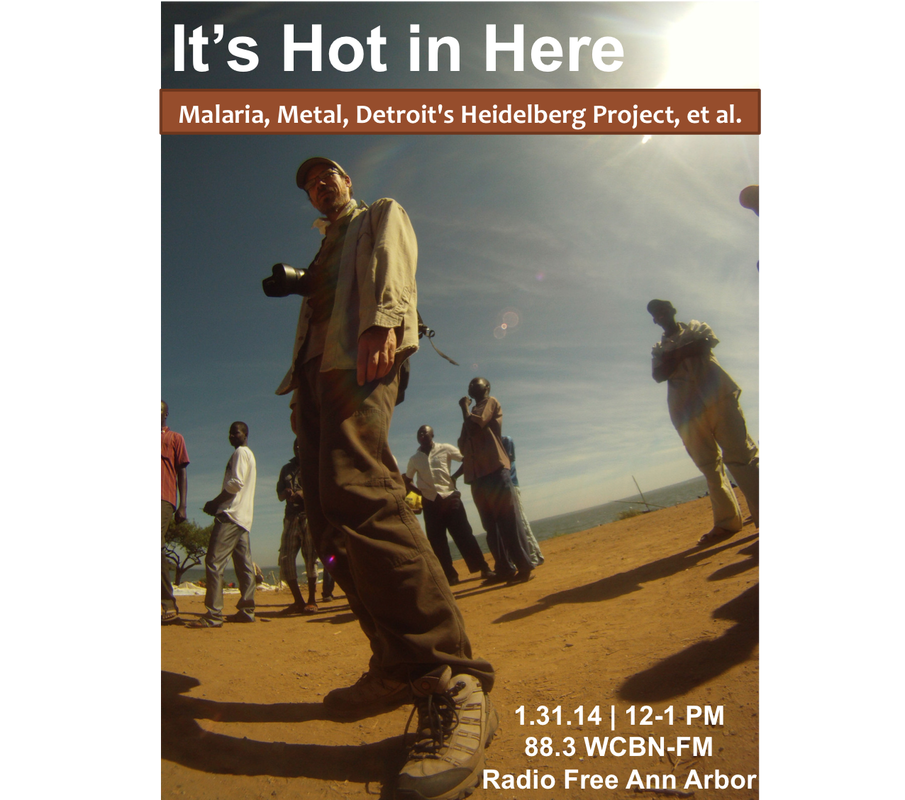 It’s Hot in Here
Malaria, Metal, Detroit's Heidelberg Project, et al.
1.31.14 | 12-1 PM
88.3 WCBN-FM
Radio Free Ann Arbor